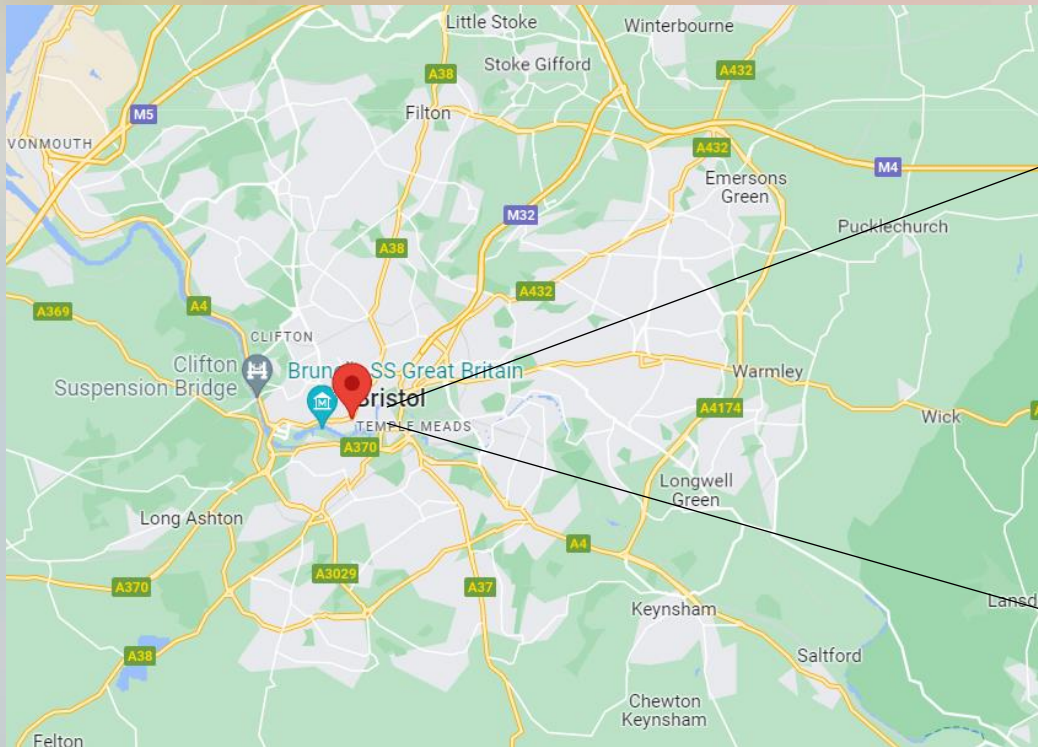 Little Stoke
Winterbourne
A432
A38
Stoke Gifford
M5
Filton
VONMOUTH
A432
M4
Emersons
Green
M32
Pucklechurch
A38
A432
A4
A369
CLIFTON
Clifton
Suspension Bridge
SS Great Britain
Warmley
Bristol
A4174
Wick
TEMPLE MEADS
A370
Longwell
Green
Long Ashton
A4
A3029
A370
A37
Keynsham
Lansd
A38
Saltford
Chewton
Keynsham
Felton